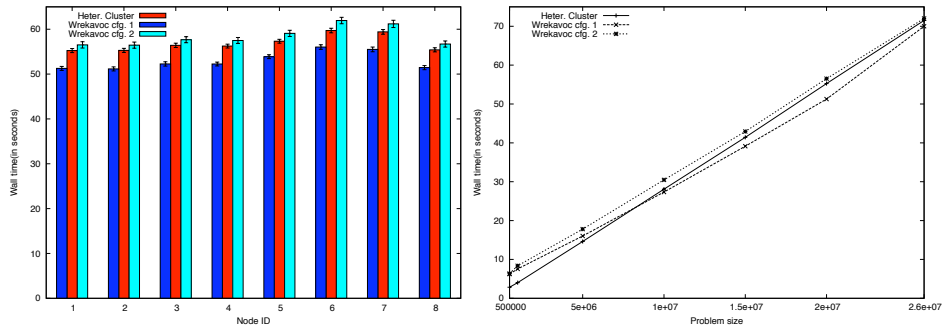 Heter. Cluster
Wrekavoc cfg. 1
Wrekavoc cfg. 2
60
50
40
30
20
10
0
Wall time(in seconds)
1 2 3 4 5 6 7 8
Node ID
Heter. Cluster
Wrekavoc cfg. 1
Wrekavoc cfg. 2
70
60
50
40
30
20
10
0
Wall time(in seconds)
500000 5e+06 1e+07 1.5e+07 2e+07 2.6e+07
Problem size